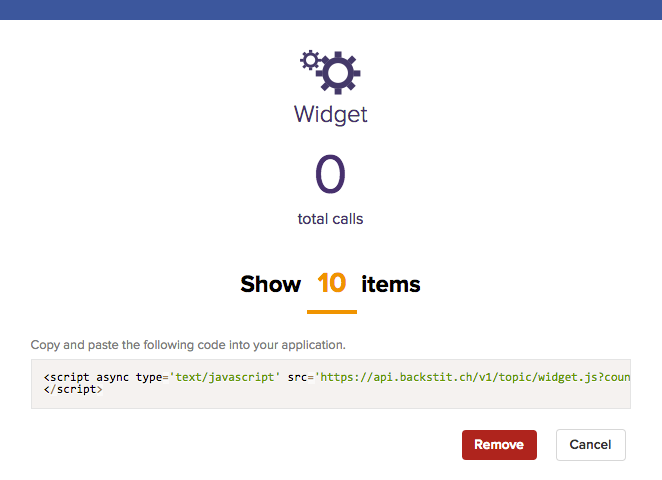 Widget
0
total calls
Show 10 items
Copy and paste the following code into your application.
<script async type='text/javascript' src='https://api.backstit.ch/v1/topic/widget.js?coun
</script>
Remove Cancel